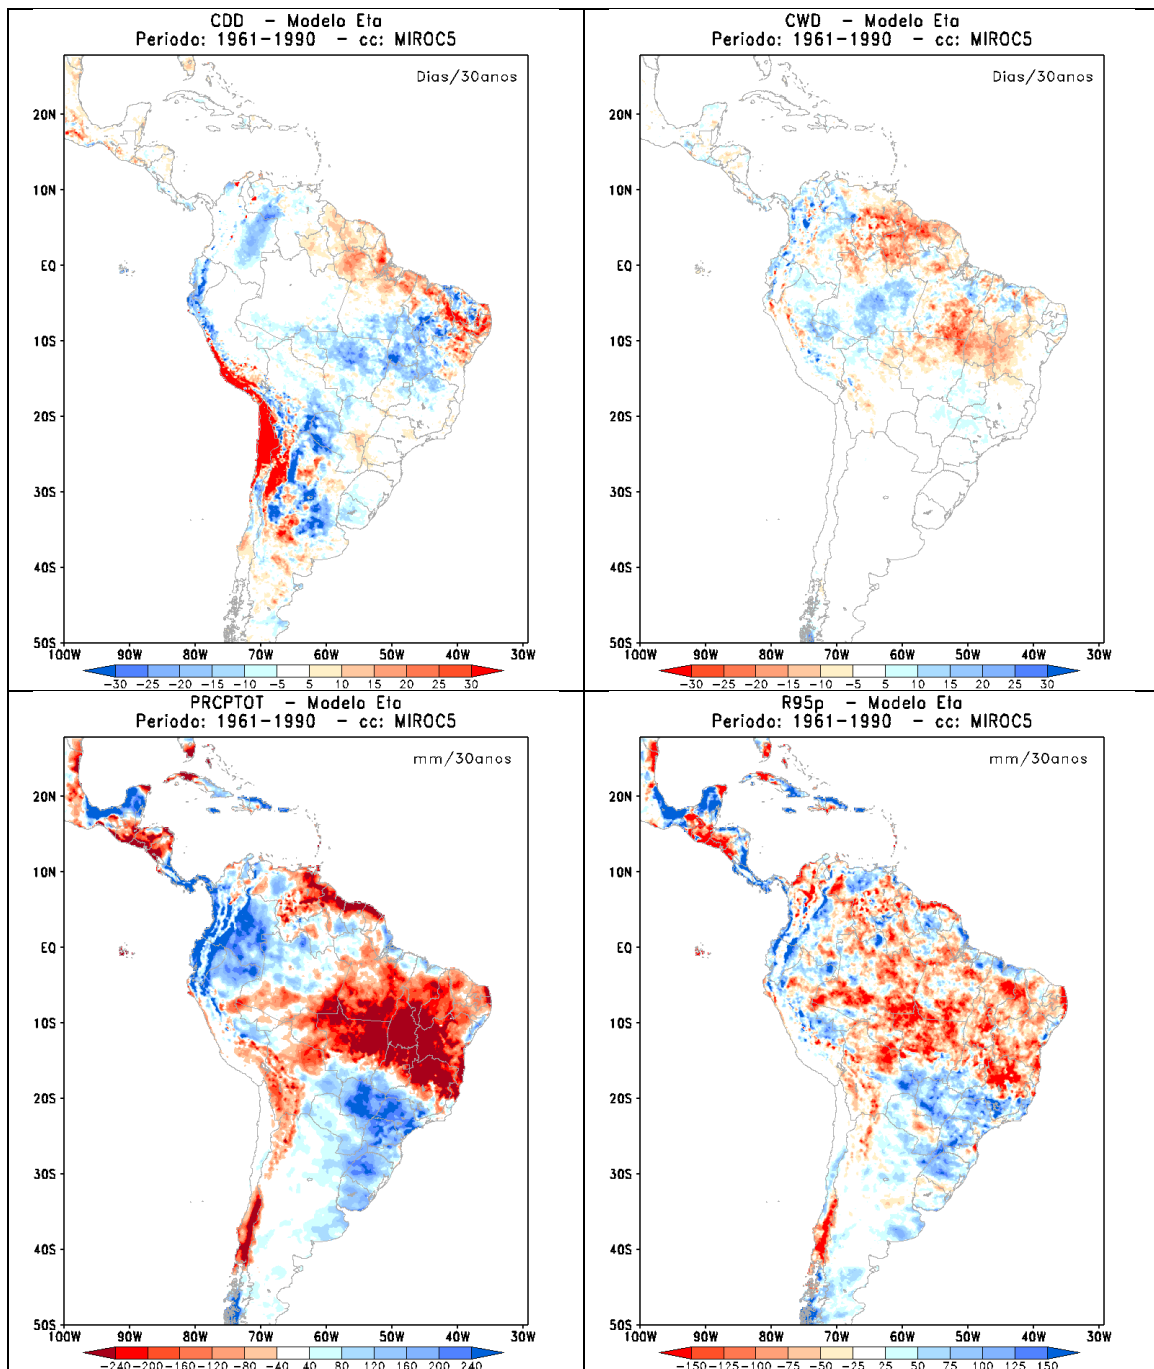 CDD - Modelo Eta
Periodo: 1961-1990 - cc: MIROC5
Dias/30anos
20N
10N
EQ
10S
20S
30S
40S
50S
100W 90W 80W 70W 60W 50W 40W 30W
-30 -25 -20 -15 -10 -5 5 10 15 20 25 30
CWD - Modelo Eta
Periodo: 1961-1990 - cc: MIROC5
Dias/30anos
20N
10N
EQ
10S
20S
30S
40S
50S
100W 90W 80W 70W 60W 50W 40W 30W
-30 -25 -20 -15 -10 -5 5 10 15 20 25 30
PRCPTOT - Modelo Eta
Periodo: 1961-1990 - cc: MIROC5
mm/30anos
20N
10N
EQ
10S
20S
30S
40S
50S
100W 90W 80W 70W 60W 50W 40W 30W
-240 -200 -160 -120 -80 -40 40 80 120 160 200 240
R95p - Modelo Eta
Periodo: 1961-1990 - cc: MIROC5
mm/30anos
20N
10N
EQ
10S
20S
30S
40S
50S
100W 90W 80W 70W 60W 50W 40W 30W
-150 -125 -100 -75 -50 -25 25 50 75 100 125 150